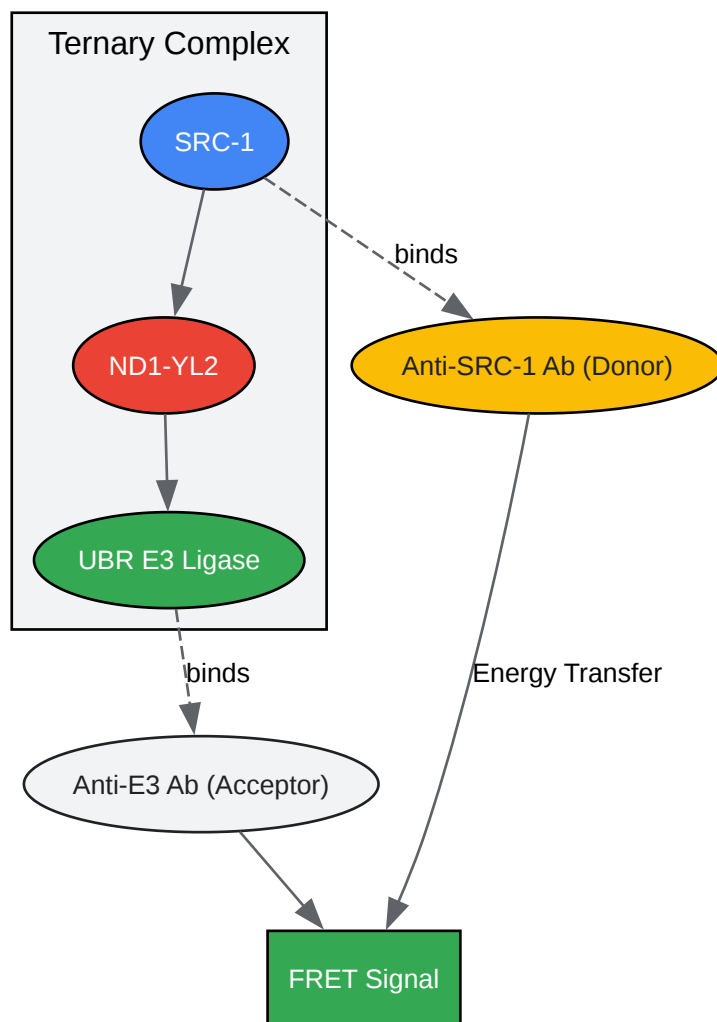 Ternary Complex
SRC-1
binds
ND1-YL2
Anti-SRC-1 Ab (Donor)
UBR E3 Ligase
binds
Energy Transfer
Anti-E3 Ab (Acceptor)
FRET Signal